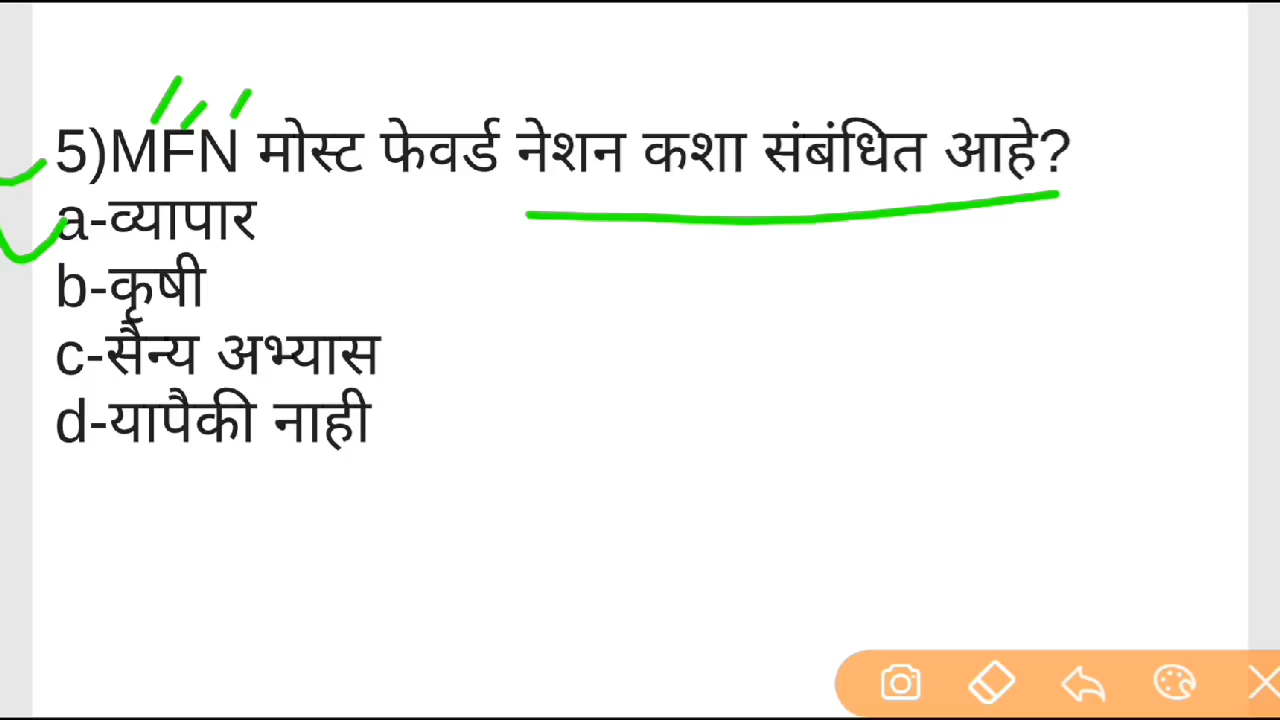 5)MFN मोस्ट फेवर्ड नेशन कशा संबंधित आहे?
a-व्यापार
b-कृषी
c-सैन्य अभ्यास
d-यापैकी नाही